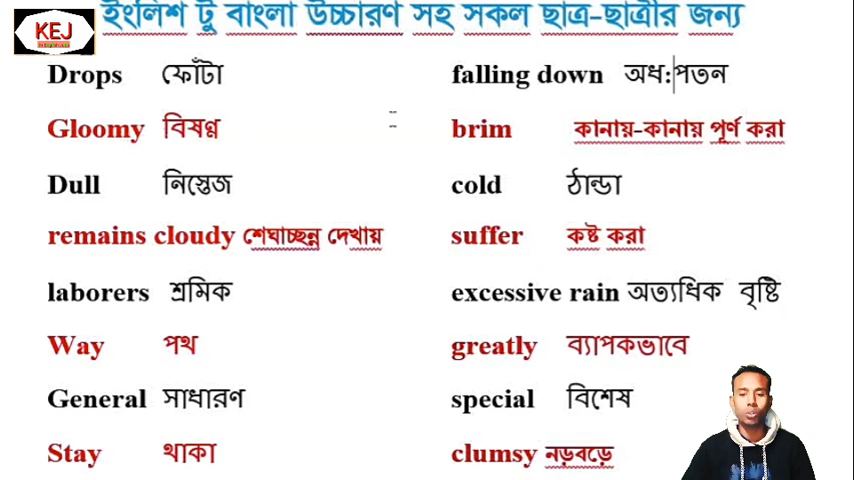 ইংলিশ টু বাংলা উচ্চারণ সহ সকল ছাত্র-ছাত্রীর জন্য
KEJ
Drops ফোঁটা
falling down অধ:পতন
Gloomy বিষণ্ণ
brim কানায়-কানায় পূর্ণ করা
Dull নিস্তেজ
cold ঠান্ডা
remains cloudy শেঘাচ্ছন্ন দেখায়
suffer কষ্ট করা
laborers শ্রমিক
excessive rain অত্যধিক বৃষ্টি
Way পথ
greatly ব্যাপকভাবে
General সাধারণ
special বিশেষ
Stay থাকা
clumsy নড়বড়ে